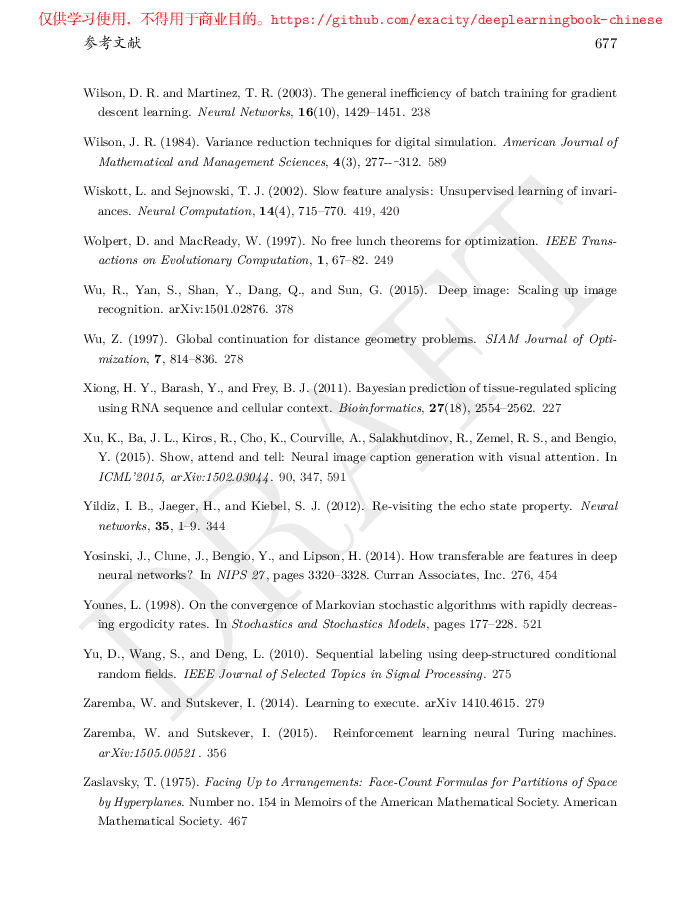 仅供学习使用，不得用于商业目的。https://github.com/exacity/deeplearningbook-chinese
参考文献 677
Wilson, D. R. and Martinez, T. R. (2003). The general inefficiency of batch training for gradient
descent learning. Neural Networks, 16(10), 1429–1451. 238
Wilson, J. R. (1984). Variance reduction techniques for digital simulation. American Journal of
Mathematical and Management Sciences, 4(3), 277--–312. 589
Wiskott, L. and Sejnowski, T. J. (2002). Slow feature analysis: Unsupervised learning of invari-
ances. Neural Computation, 14(4), 715–770. 419, 420
Wolpert, D. and MacReady, W. (1997). No free lunch theorems for optimization. IEEE Trans-
actions on Evolutionary Computation, 1, 67–82. 249
Wu, R., Yan, S., Shan, Y., Dang, Q., and Sun, G. (2015). Deep image: Scaling up image
recognition. arXiv:1501.02876. 378
Wu, Z. (1997). Global continuation for distance geometry problems. SIAM Journal of Opti-
mization, 7, 814–836. 278
Xiong, H. Y., Barash, Y., and Frey, B. J. (2011). Bayesian prediction of tissue-regulated splicing
using RNA sequence and cellular context. Bioinformatics, 27(18), 2554–2562. 227
Xu, K., Ba, J. L., Kiros, R., Cho, K., Courville, A., Salakhutdinov, R., Zemel, R. S., and Bengio,
Y. (2015). Show, attend and tell: Neural image caption generation with visual attention. In
ICML'2015, arXiv:1502.03044. 90, 347, 591
Yildiz, I. B., Jaeger, H., and Kiebel, S. J. (2012). Re-visiting the echo state property. Neural
networks, 35, 1–9. 344
Yosinski, J., Clune, J., Bengio, Y., and Lipson, H. (2014). How transferable are features in deep
neural networks? In NIPS 27, pages 3320–3328. Curran Associates, Inc. 276, 454
Younes, L. (1998). On the convergence of Markovian stochastic algorithms with rapidly decreas-
ing ergodicity rates. In Stochastics and Stochastics Models, pages 177–228. 521
Yu, D., Wang, S., and Deng, L. (2010). Sequential labeling using deep-structured conditional
random fields. IEEE Journal of Selected Topics in Signal Processing. 275
Zaremba, W. and Sutskever, I. (2014). Learning to execute. arXiv 1410.4615. 279
Zaremba, W. and Sutskever, I. (2015). Reinforcement learning neural Turing machines.
arXiv:1505.00521. 356
Zaslavsky, T. (1975). Facing Up to Arrangements: Face-Count Formulas for Partitions of Space
by Hyperplanes. Number no. 154 in Memoirs of the American Mathematical Society. American
Mathematical Society. 467
DRAFT